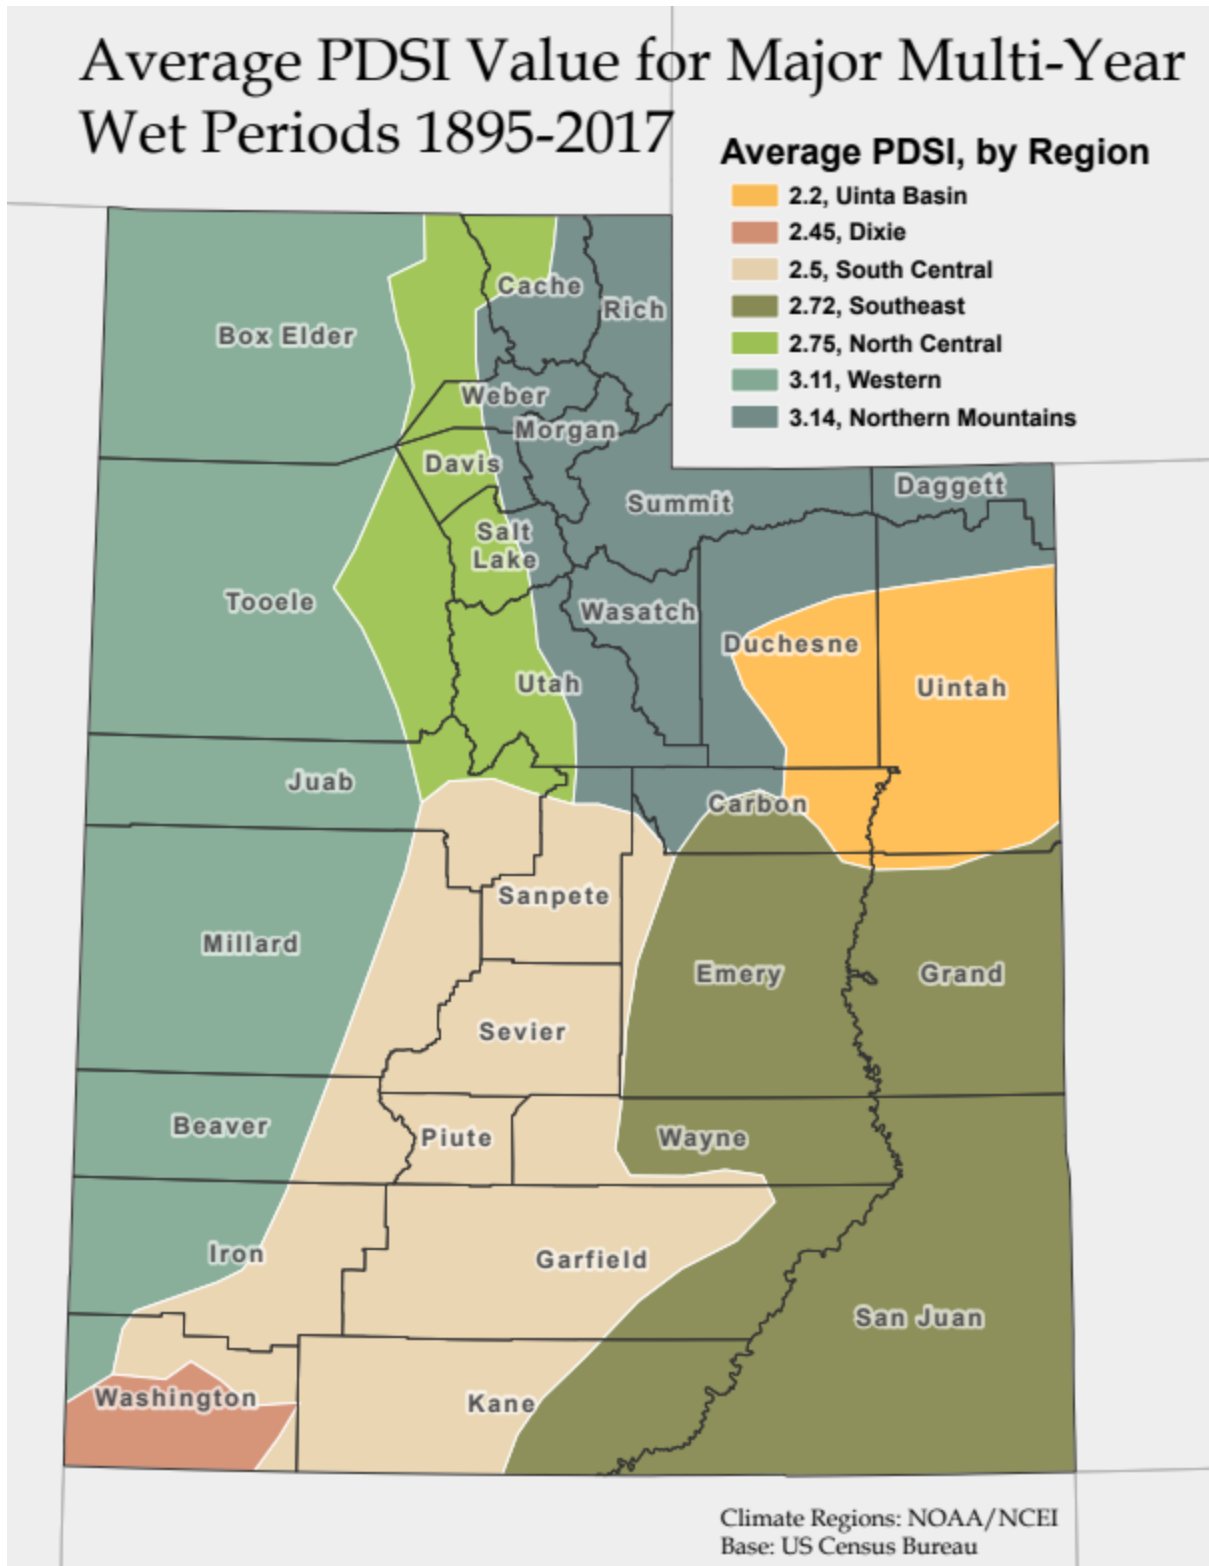 Average PDSI Value for Major Multi-Year
Wet Periods 1895-2017
Average PDSI, by Region
2.2, Uinta Basin
2.45, Dixie
2.5, South Central
2.72, Southeast
2.75, North Central
3.11, Western
3.14, Northern Mountains
Cache
Rich
Box Elder
Weber
Morgan
Davis
Daggett
Summit
Salt
Lake
Tooele
Wasatch
Duchesne
Utah
Uintah
Juab
Carbon
Sanpete
Millard
Emery
Grand
Sevier
Beaver
Piute
Wayne
Iron
Garfield
San Juan
Washington
Kane
Climate Regions: NOAA/NCEI
Base: US Census Bureau